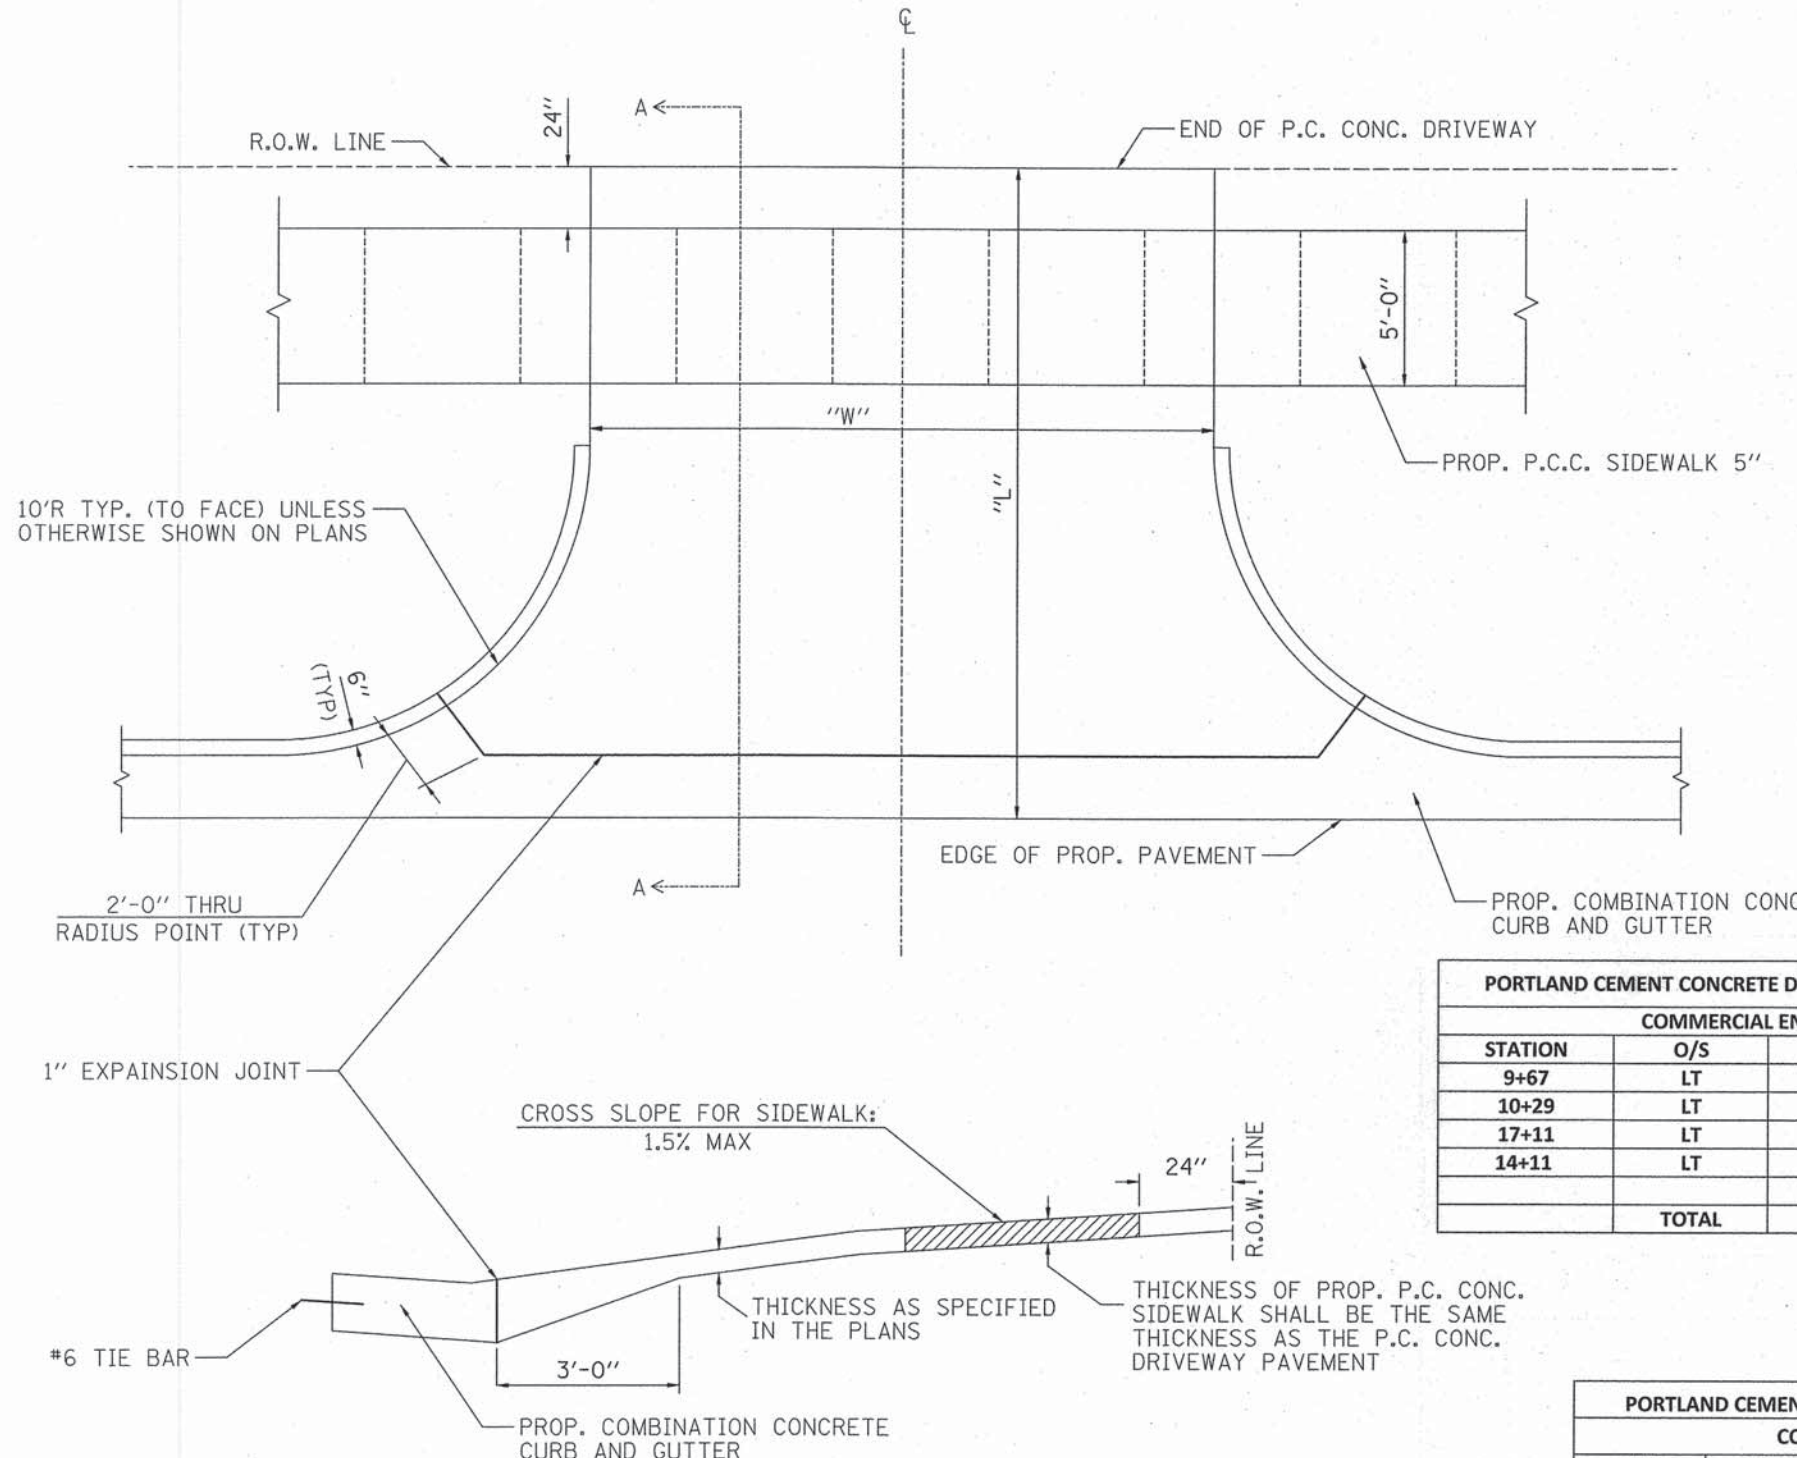 ℄
A
24"
R.O.W. LINE
END OF P.C. CONC. DRIVEWAY
5'-0"
"W"
PROP. P.C.C. SIDEWALK 5"
"L"
10'R TYP. (TO FACE) UNLESS
OTHERWISE SHOWN ON PLANS
6"
(TYP)
EDGE OF PROP. PAVEMENT
A
2'-0" THRU
RADIUS POINT (TYP)
PROP. COMBINATION CONC
CURB AND GUTTER
PORTLAND CEMENT CONCRETE D
COMMERCIAL EN
STATION O/S
9+67 LT
10+29 LT
17+11 LT
14+11 LT
TOTAL
1" EXPAINSION JOINT
CROSS SLOPE FOR SIDEWALK:
1.5% MAX
24"
R.O.W. LINE
THICKNESS AS SPECIFIED
IN THE PLANS
THICKNESS OF PROP. P.C. CONC.
SIDEWALK SHALL BE THE SAME
THICKNESS AS THE P.C. CONC.
DRIVEWAY PAVEMENT
#6 TIE BAR
3'-0"
PROP. COMBINATION CONCRETE
CURB AND GUTTER
PORTLAND CEMEN
CO